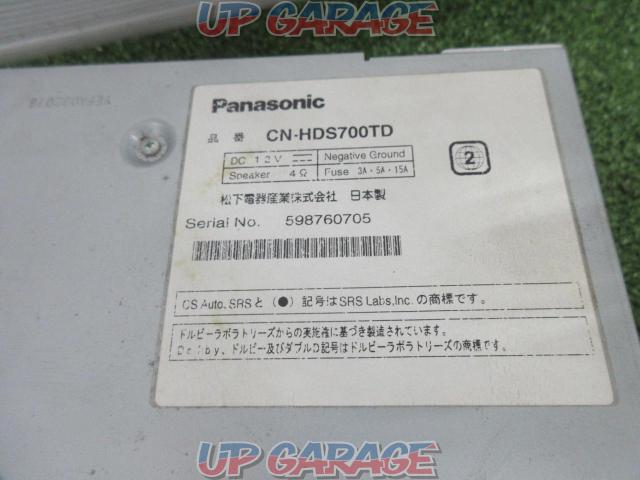 UP GARAGE
Panasonic
品 番 CN-HDS700TD
DC 12V Negative Ground
Speaker 4Ω Fuse 3A・5A・15A
2
松下電器産業株式会社 日本製
Serial No. 598760705
CS Auto, SRSと (●) 記号はSRS Labs,Inc. の商標です。
ドルビーラボラトリーズからの実施権に基づき製造されています。
Dolby、ドルビー及びダブルD記号はドルビーラボラトリーズの商標です。
UP GARAGE